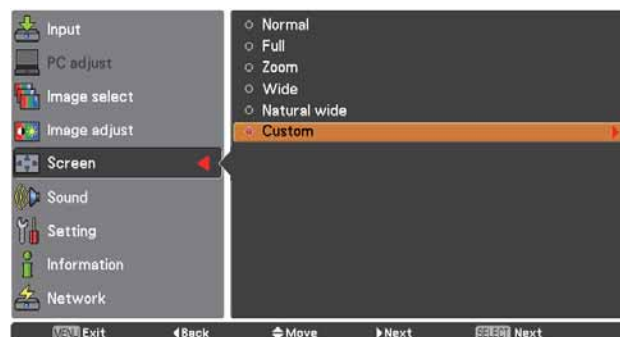 Input
PC adjust
Image select
Image adjust
Screen
Sound
Setting
Information
Network
Normal
Full
Zoom
Wide
Natural wide
Custom
MENU Exit ◀Back Move ▶Next SELECT Next